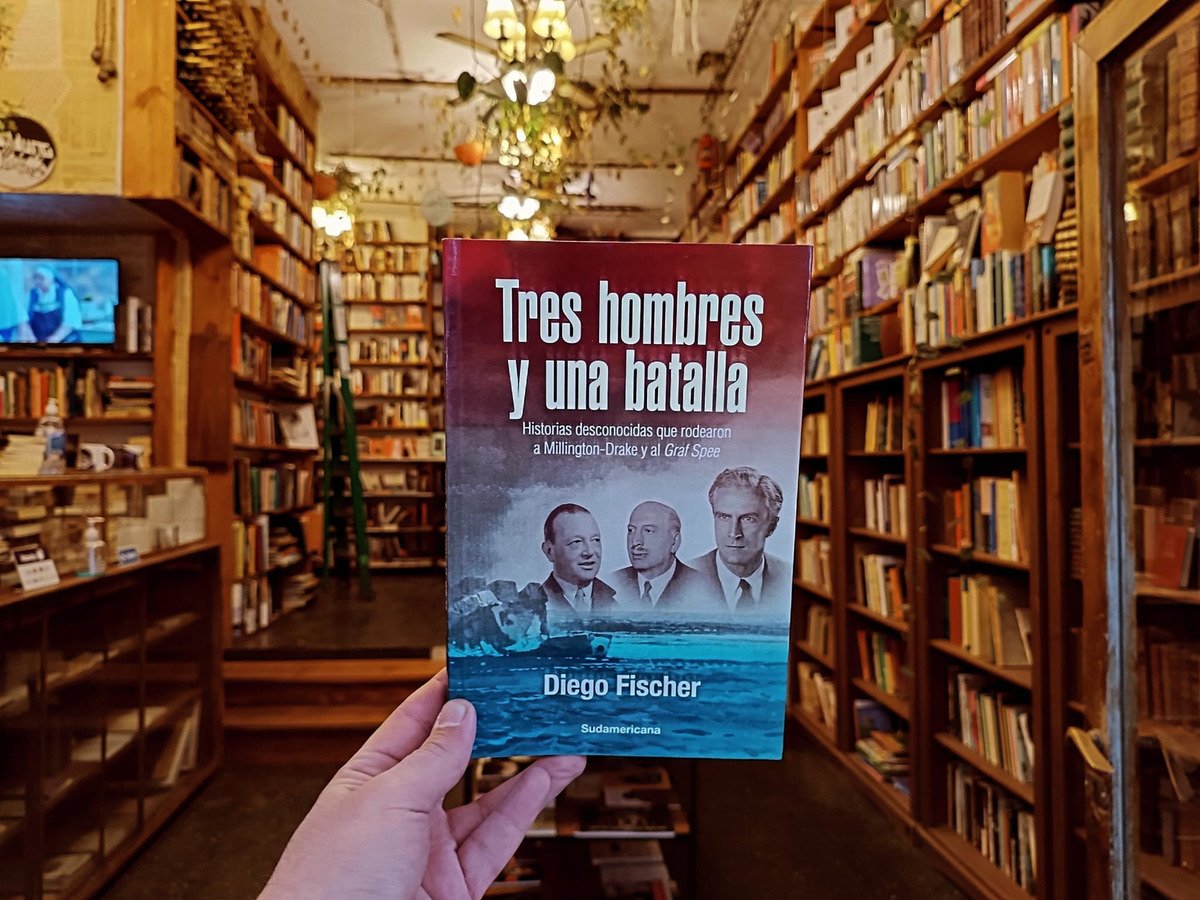 Tres hombres
y una batalla
Historias desconocidas que rodearon
a Millington-Drake y al Graf Spee
Diego Fischer
Sudamericana